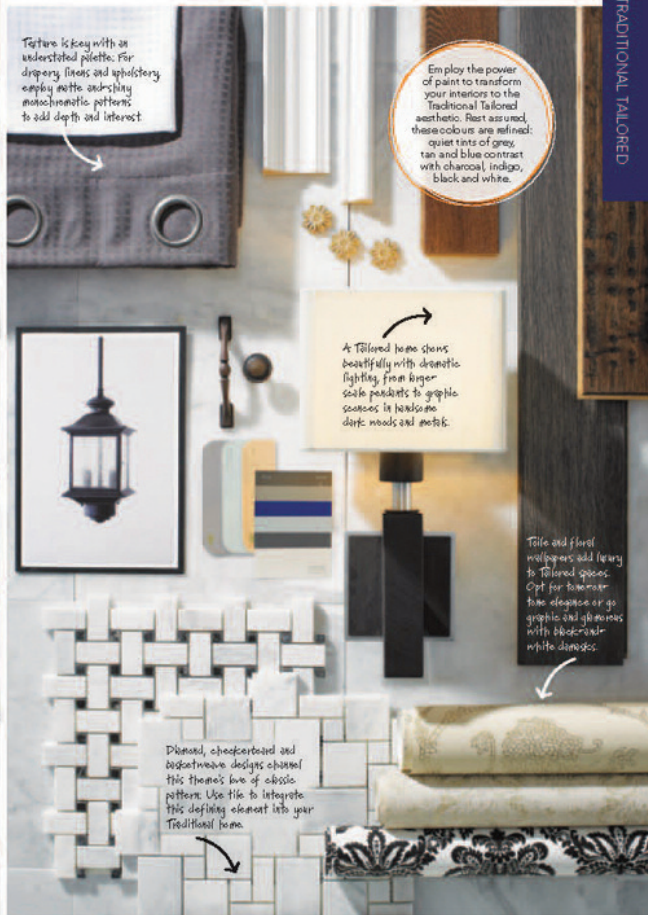 TRADITIONAL TAILORED
Texture is key with an
understated palette: For
drapery, linens and upholstery,
employ matte-and-shiny
monochromatic patterns
to add depth and interest.
Employ the power
of paint to transform
your interiors to the
Traditional Tailored
aesthetic. Rest assured,
these colours are refined:
quiet tints of grey,
tan and blue contrast
with charcoal, indigo,
black and white.
A Tailored home shows
beautifully with dramatic
lighting, from larger-
scale pendants to graphic
sconces in handsome
dark woods and metals.
Toile and floral
wallpapers add luxury
to Tailored spaces.
Opt for tone-on-
tone elegance or go
graphic and glamorous
with black-and-
white damasks.
Diamond, checkerboard and
basketweave designs channel
this theme's love of classic
pattern: Use tile to integrate
this defining element into your
Traditional home.